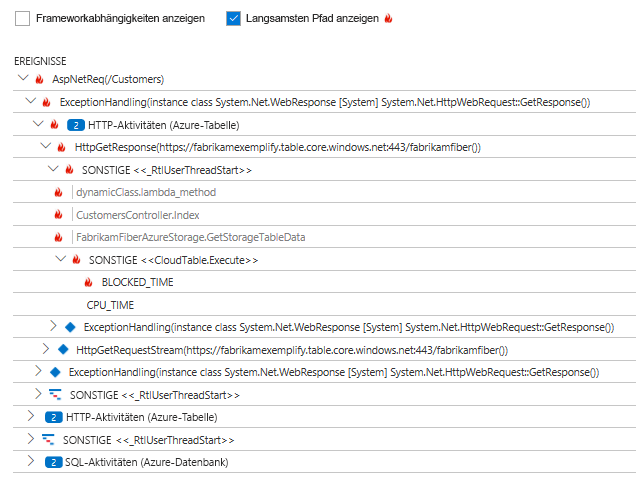 Frameworkabhängigkeiten anzeigen Langsamsten Pfad anzeigen
EREIGNISSE
AspNetReq(/Customers)
ExceptionHandling(instance class System.Net.WebResponse [System] System.Net.HttpWebRequest::GetResponse())
2 HTTP-Aktivitäten (Azure-Tabelle)
HttpGetResponse(https://fabrikamexemplify.table.core.windows.net:443/fabrikamfiber())
SONSTIGE <<_RtlUserThreadStart>>
dynamicClass.lambda_method
CustomersController.Index
FabrikamFiberAzureStorage.GetStorageTableData
SONSTIGE <<CloudTable.Execute>>
BLOCKED_TIME
CPU_TIME
ExceptionHandling(instance class System.Net.WebResponse [System] System.Net.HttpWebRequest::GetResponse())
HttpGetRequestStream(https://fabrikamexemplify.table.core.windows.net:443/fabrikamfiber())
ExceptionHandling(instance class System.Net.WebResponse [System] System.Net.HttpWebRequest::GetResponse())
SONSTIGE <<_RtlUserThreadStart>>
2 HTTP-Aktivitäten (Azure-Tabelle)
SONSTIGE <<_RtlUserThreadStart>>
2 SQL-Aktivitäten (Azure-Datenbank)